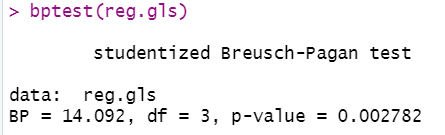 > bptest(reg.gls)
studentized Breusch-Pagan test
data:  reg.gls
BP = 14.092, df = 3, p-value = 0.002782